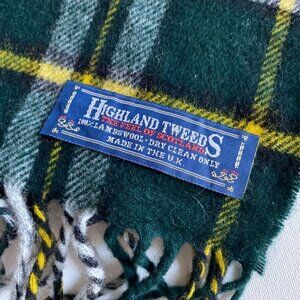 HIGHLAND TWEEDS
THE FEEL OF SCOTLAND
100% LAMBSWOOL - DRY CLEAN ONLY
MADE IN THE U.K.